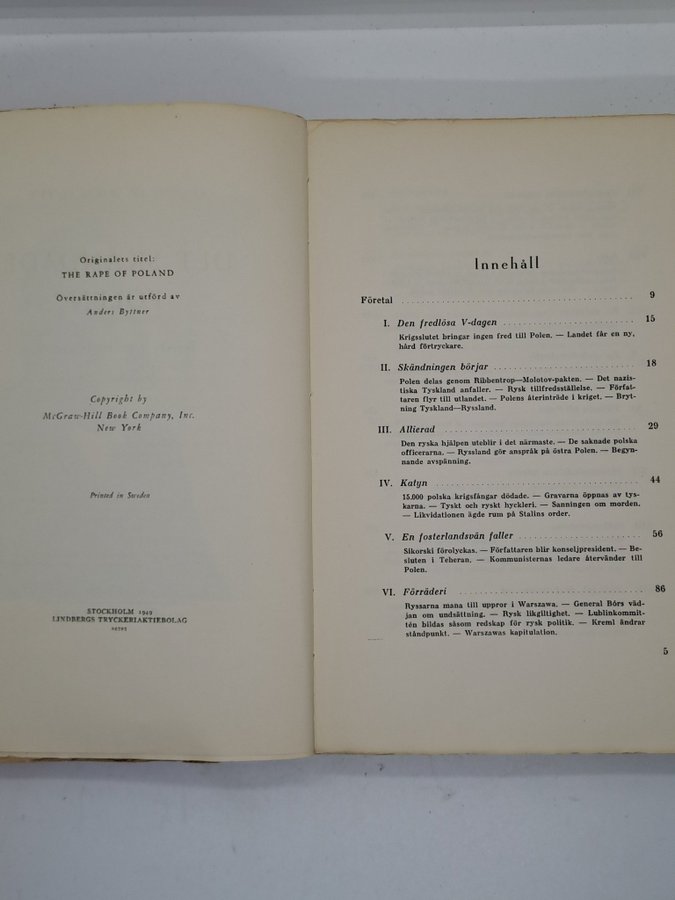 Originalets titel:
THE RAPE OF POLAND
Översättningen är utförd av
Anders Byttner
Copyright by
McGraw-Hill Book Company, Inc.
New York
Printed in Sweden
STOCKHOLM 1949
LINDBERGS TRYCKERIAKTIEBOLAG
Innehåll
Företal 9
I. Den fredlösa V-dagen 15
Krigsslutet bringar ingen fred till Polen. — Landet får en ny,
hård förtryckare.
II. Skändningen börjar 18
Polen delas genom Ribbentrop—Molotov-pakten. — Det nazis-
tiska Tyskland anfaller. — Rysk tillfredsställelse. — Förfat-
taren flyr till utlandet. — Polens återinträde i kriget. — Bryt-
ning Tyskland—Ryssland.
III. Allierad 29
Den ryska hjälpen uteblir i det närmaste. — De saknade polska
officerarna. — Ryssland gör anspråk på östra Polen. — Begyn-
nande avspänning.
IV. Katyn 44
15.000 polska krigsfångar dödade. — Gravarna öppnas av tys-
karna. — Tyskt och ryskt hyckleri. — Sanningen om morden.
— Likvidationen ägde rum på Stalins order.
V. En fosterlandsvän faller 56
Sikorski förolyckas. — Författaren blir konseljpresident. — Be-
sluten i Teheran. — Kommunisternas ledare återvänder till
Polen.
VI. Förräderi 86
Ryssarna mana till uppror i Warszawa. — General Bórs väd-
jan om undsättning. — Rysk likgiltighet. — Lublinkommit-
tén bildas såsom redskap för rysk politik. — Kreml ändrar
ståndpunkt. — Warszawas kapitulation.
5